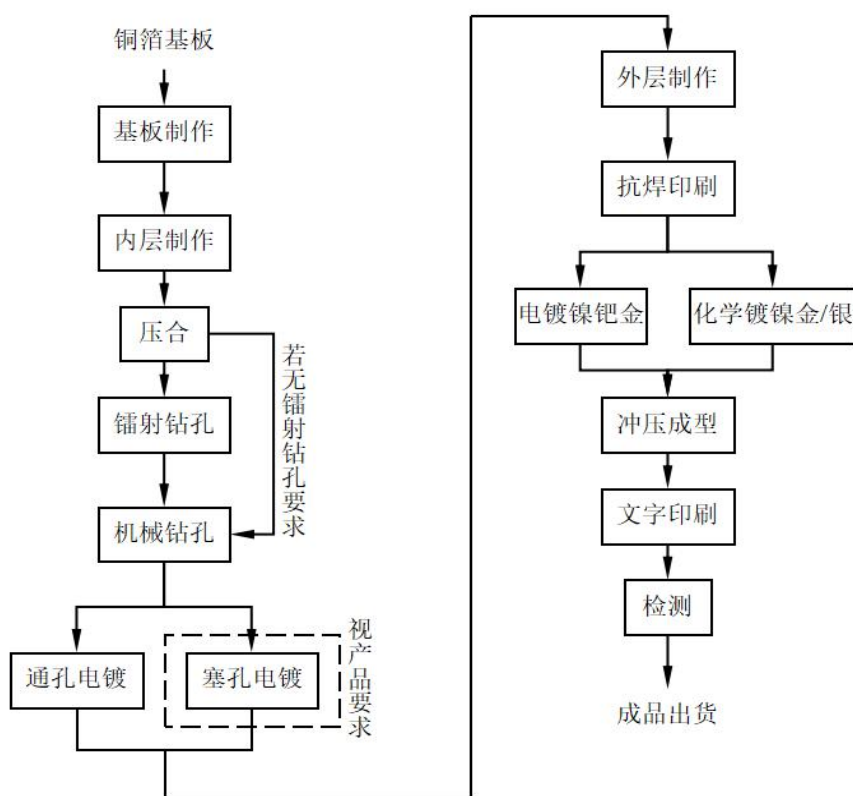 铜箔基板
基板制作
内层制作
压合
若无镭射钻孔要求
镭射钻孔
机械钻孔
通孔电镀
塞孔电镀
视产品要求
外层制作
抗焊印刷
电镀镍钯金
化学镀镍金/银
冲压成型
文字印刷
检测
成品出货